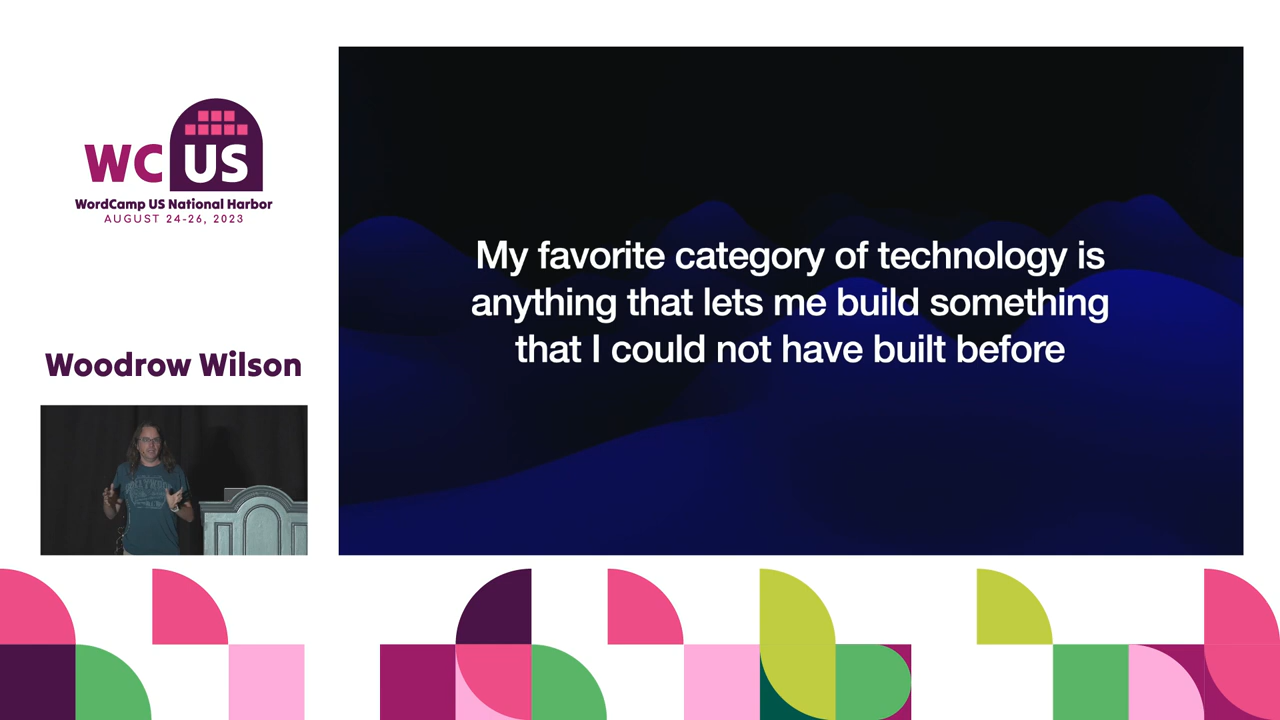 WC US
WordCamp US National Harbor
AUGUST 24-26, 2023
Woodrow Wilson
My favorite category of technology is
anything that lets me build something
that I could not have built before